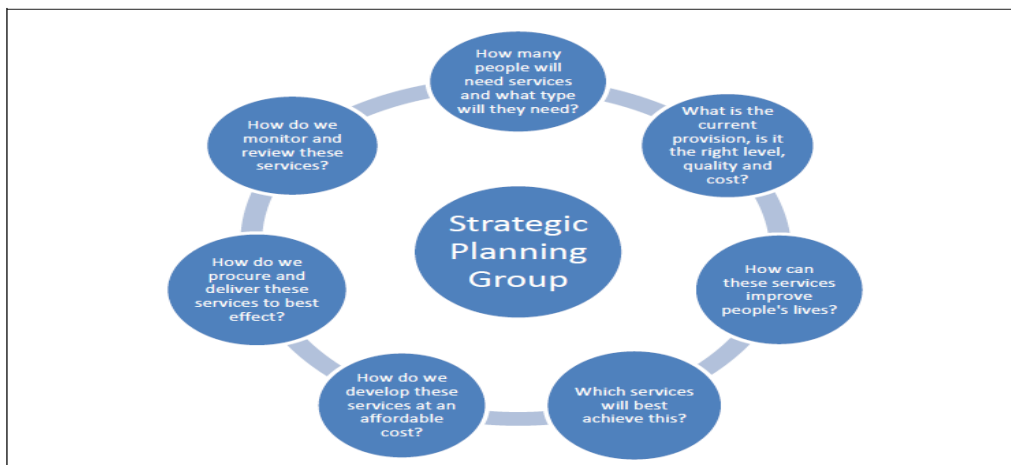 How many
people will
need services
and what type
will they need?
What is the
current
provision, is it
the right level,
quality and
cost?
How can
these services
improve
people's lives?
Which services
will best
achieve this?
How do we
develop these
services at an
affordable
cost?
How do we
procure and
deliver these
services to best
effect?
How do we
monitor and
review these
services?
Strategic
Planning
Group